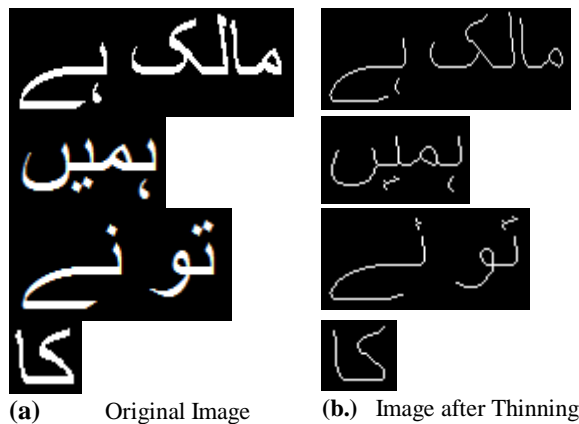 مالک ہے
مالک ہے
ہمیں
ہمیں
تو نے
تو نے
کا
کا
(a) Original Image
(b.) Image after Thinning